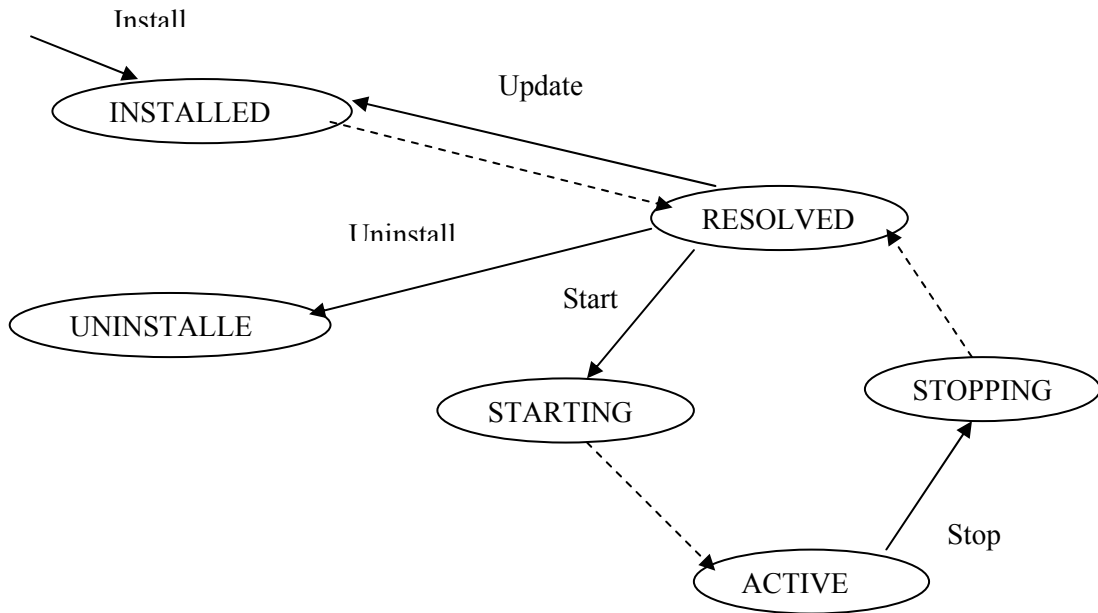 Install
INSTALLED
Update
RESOLVED
Uninstall
UNINSTALLE
Start
STARTING
STOPPING
Stop
ACTIVE